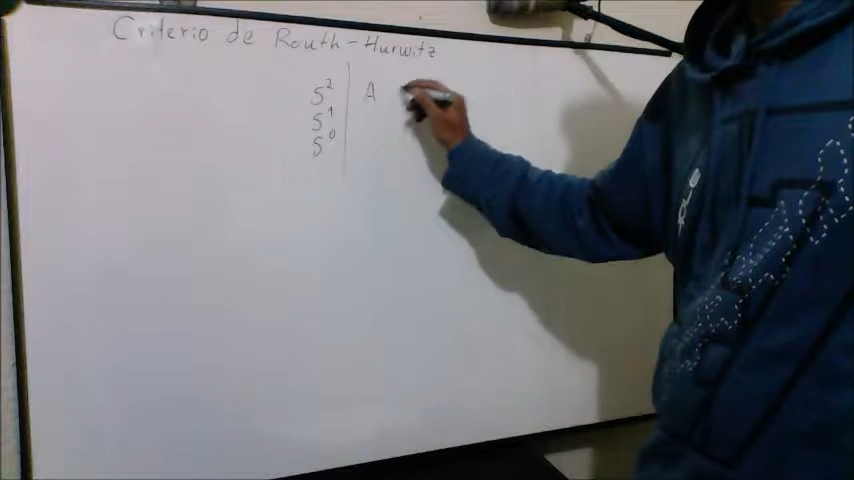 Criterio de Routh-Hurwitz
S² A
S¹
S⁰